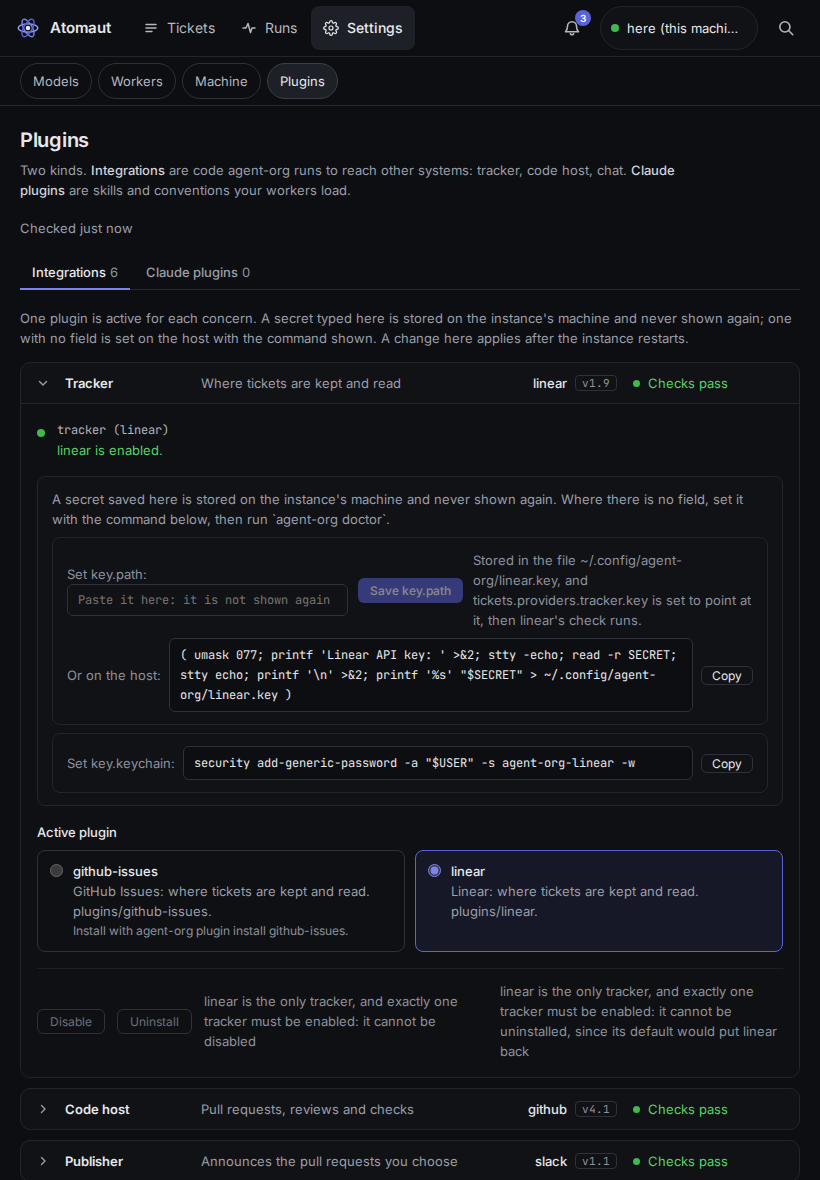 Atomaut
Tickets
Runs
Settings
3
here (this machi...
Models
Workers
Machine
Plugins
Plugins
Two kinds. Integrations are code agent-org runs to reach other systems: tracker, code host, chat. Claude
plugins are skills and conventions your workers load.
Checked just now
Integrations 6
Claude plugins 0
One plugin is active for each concern. A secret typed here is stored on the instance's machine and never shown again; one
with no field is set on the host with the command shown. A change here applies after the instance restarts.
Tracker
Where tickets are kept and read
linear
v1.9
Checks pass
tracker (linear)
linear is enabled.
A secret saved here is stored on the instance's machine and never shown again. Where there is no field, set it
with the command below, then run `agent-org doctor`.
Set key.path:
Paste it here: it is not shown again
Save key.path
Stored in the file ~/.config/agent-
org/linear.key, and
tickets.providers.tracker.key is set to point at
it, then linear's check runs.
Or on the host:
( umask 077; printf 'Linear API key: ' >&2; stty -echo; read -r SECRET;
stty echo; printf '\n' >&2; printf '%s' "$SECRET" > ~/.config/agent-
org/linear.key )
Copy
Set key.keychain:
security add-generic-password -a "$USER" -s agent-org-linear -w
Copy
Active plugin
github-issues
GitHub Issues: where tickets are kept and read.
plugins/github-issues.
Install with agent-org plugin install github-issues.
linear
Linear: where tickets are kept and read.
plugins/linear.
Disable
Uninstall
linear is the only tracker, and exactly one
tracker must be enabled: it cannot be
disabled
linear is the only tracker, and exactly one
tracker must be enabled: it cannot be
uninstalled, since its default would put linear
back
Code host
Pull requests, reviews and checks
github
v4.1
Checks pass
Publisher
Announces the pull requests you choose
slack
v1.1
Checks pass